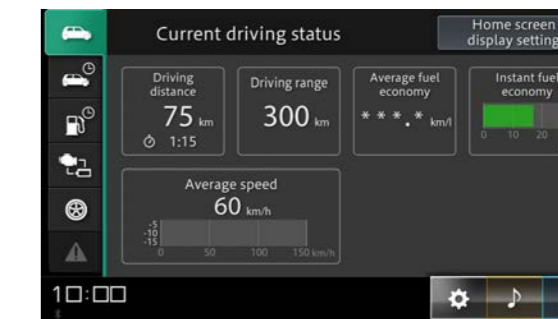 Current driving status
Home screen
display setting
Driving
distance
75 km
1:15
Driving range
300 km
Average fuel
economy
***.* km/l
Instant fuel
economy
0 10 20
Average speed
60 km/h
-5
-10
-15
0 50 100 150 km/h
1□:□□